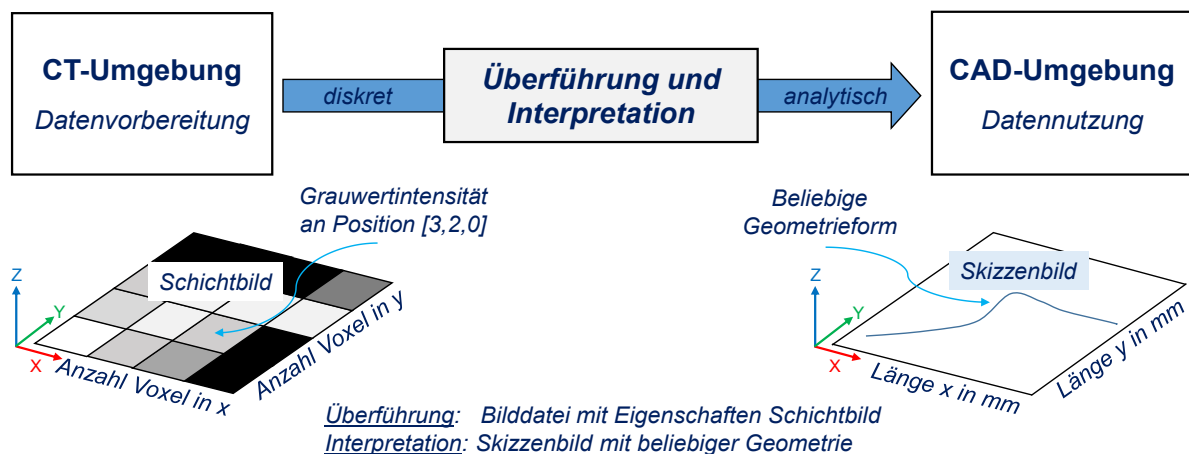 CT-Umgebung
Datenvorbereitung
diskret
Überführung und
Interpretation
analytisch
CAD-Umgebung
Datennutzung
Grauwertintensität
an Position [3,2,0]
Schichtbild
Z
Y
X
Anzahl Voxel in x
Anzahl Voxel in y
Beliebige
Geometrieform
Skizzenbild
Z
Y
X
Länge x in mm
Länge y in mm
Überführung: Bilddatei mit Eigenschaften Schichtbild
Interpretation: Skizzenbild mit beliebiger Geometrie